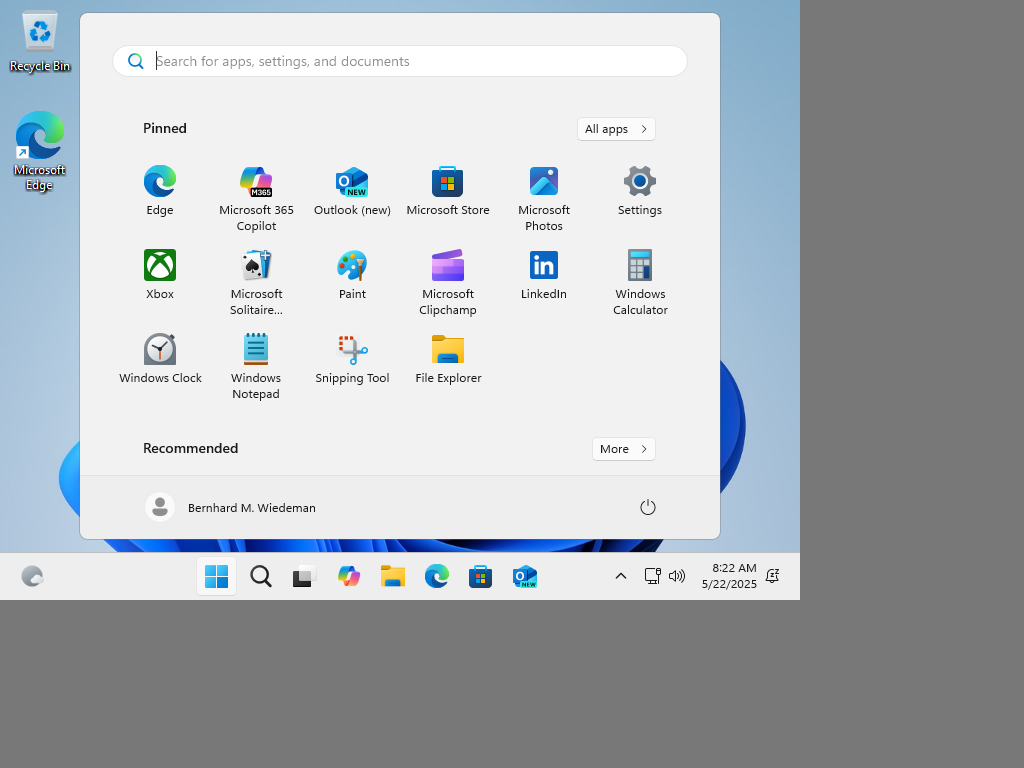 Recycle Bin
Microsoft
Edge
Search for apps, settings, and documents
Pinned
All apps
M365
NEW
Edge
Microsoft 365
Copilot
Outlook (new)
Microsoft Store
Microsoft
Photos
Settings
in
Xbox
Microsoft
Solitaire...
Paint
Microsoft
Clipchamp
LinkedIn
Windows
Calculator
Windows Clock
Windows
Notepad
Snipping Tool
File Explorer
Recommended
More
Bernhard M. Wiedeman
NEW
8:22 AM
5/22/2025